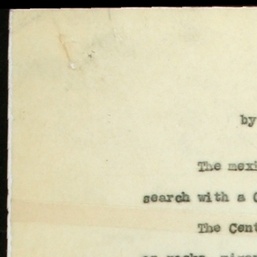 by
The mexi
search with a
The Cent